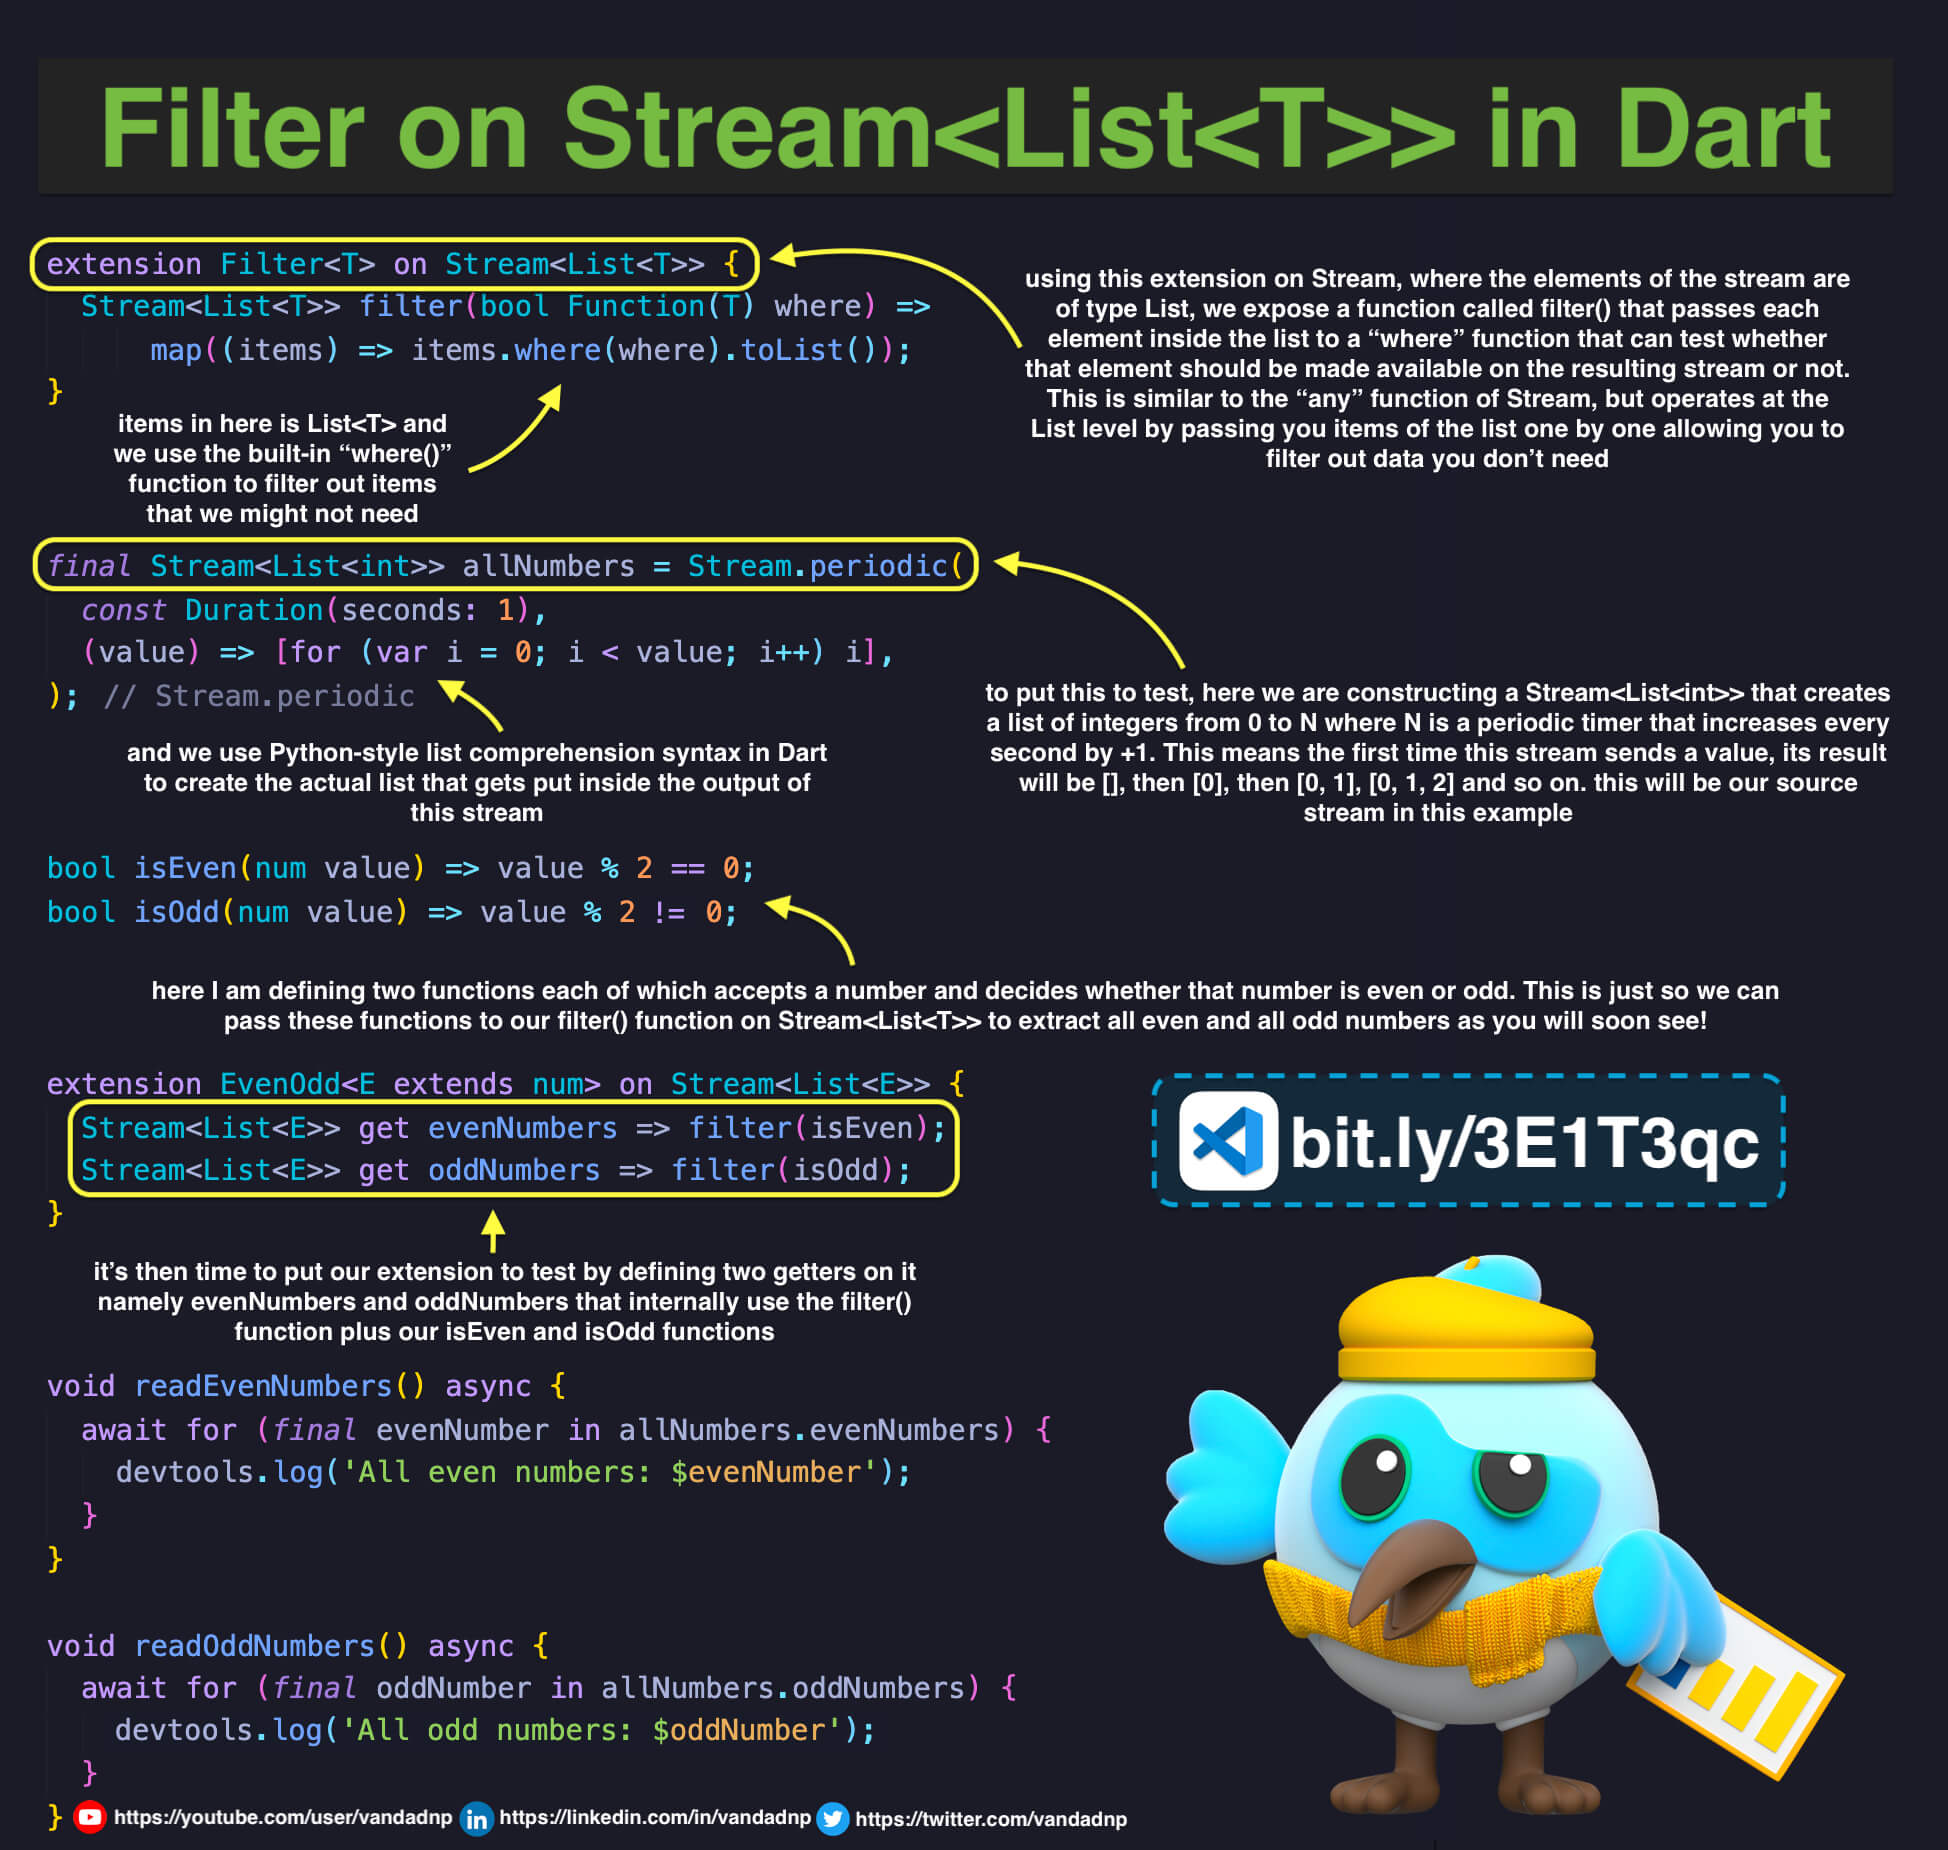 Filter on Stream<List<T>> in Dart
extension Filter<T> on Stream<List<T>> {
  Stream<List<T>> filter(bool Function(T) where) =>
      map((items) => items.where(where).toList());
}
using this extension on Stream, where the elements of the stream are
of type List, we expose a function called filter() that passes each
element inside the list to a “where” function that can test whether
that element should be made available on the resulting stream or not.
This is similar to the “any” function of Stream, but operates at the
List level by passing you items of the list one by one allowing you to
filter out data you don’t need
items in here is List<T> and
we use the built-in “where()”
function to filter out items
that we might not need
final Stream<List<int>> allNumbers = Stream.periodic(
  const Duration(seconds: 1),
  (value) => [for (var i = 0; i < value; i++) i],
); // Stream.periodic
to put this to test, here we are constructing a Stream<List<int>> that creates
a list of integers from 0 to N where N is a periodic timer that increases every
second by +1. This means the first time this stream sends a value, its result
will be [], then [0], then [0, 1], [0, 1, 2] and so on. this will be our source
stream in this example
and we use Python-style list comprehension syntax in Dart
to create the actual list that gets put inside the output of
this stream
bool isEven(num value) => value % 2 == 0;
bool isOdd(num value) => value % 2 != 0;
here I am defining two functions each of which accepts a number and decides whether that number is even or odd. This is just so we can
pass these functions to our filter() function on Stream<List<T>> to extract all even and all odd numbers as you will soon see!
extension EvenOdd<E extends num> on Stream<List<E>> {
  Stream<List<E>> get evenNumbers => filter(isEven);
  Stream<List<E>> get oddNumbers => filter(isOdd);
}
bit.ly/3E1T3qc
it’s then time to put our extension to test by defining two getters on it
namely evenNumbers and oddNumbers that internally use the filter()
function plus our isEven and isOdd functions
void readEvenNumbers() async {
  await for (final evenNumber in allNumbers.evenNumbers) {
    devtools.log('All even numbers: $evenNumber');
  }
}
void readOddNumbers() async {
  await for (final oddNumber in allNumbers.oddNumbers) {
    devtools.log('All odd numbers: $oddNumber');
  }
}
https://youtube.com/user/vandadnp in https://linkedin.com/in/vandadnp https://twitter.com/vandadnp